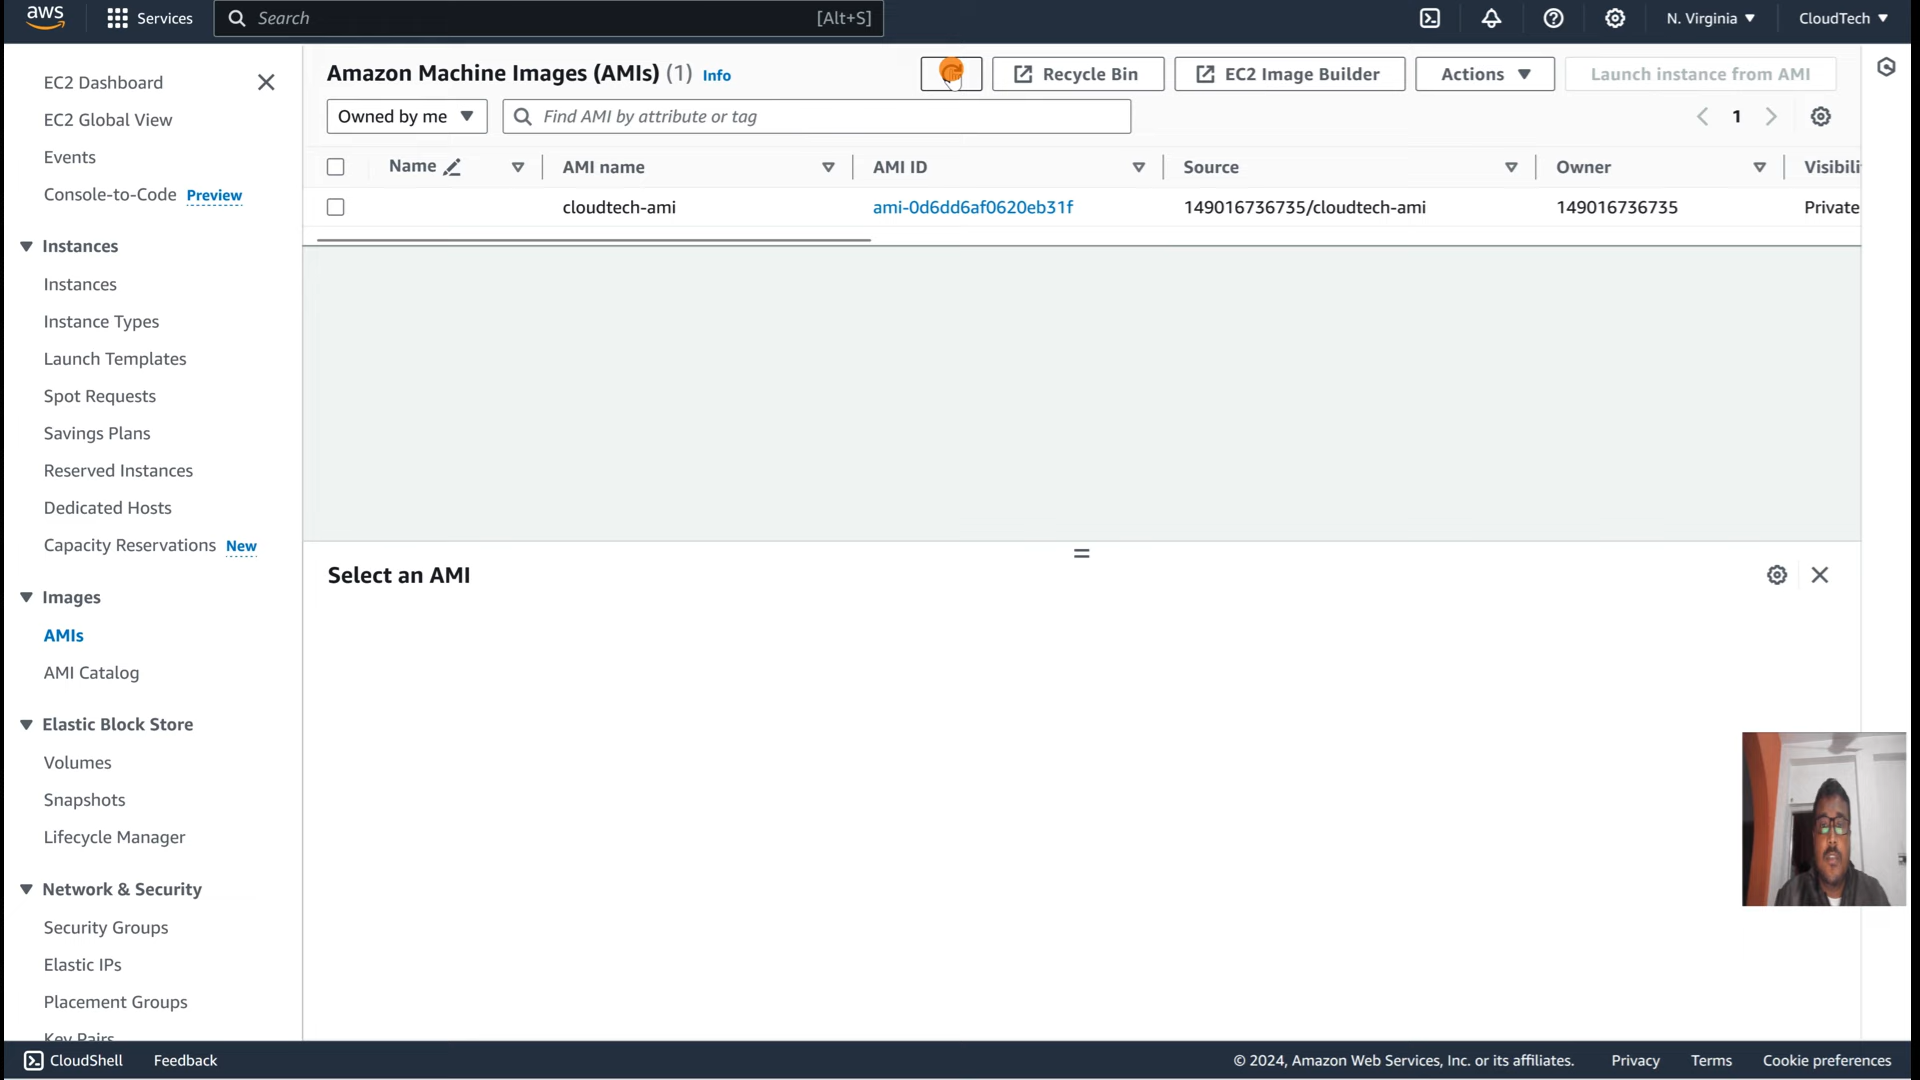 aws Services Search [Alt+S] N. Virginia CloudTech
EC2 Dashboard
EC2 Global View
Events
Console-to-Code Preview
Instances
Instances
Instance Types
Launch Templates
Spot Requests
Savings Plans
Reserved Instances
Dedicated Hosts
Capacity Reservations New
Images
AMIs
AMI Catalog
Elastic Block Store
Volumes
Snapshots
Lifecycle Manager
Network & Security
Security Groups
Elastic IPs
Placement Groups
Key Pairs
Amazon Machine Images (AMIs) (1) Info Recycle Bin EC2 Image Builder Actions Launch instance from AMI
Owned by me Find AMI by attribute or tag 1
Name AMI name AMI ID Source Owner Visibili
cloudtech-ami ami-0d6dd6af0620eb31f 149016736735/cloudtech-ami 149016736735 Private
Select an AMI
CloudShell Feedback © 2024, Amazon Web Services, Inc. or its affiliates. Privacy Terms Cookie preferences